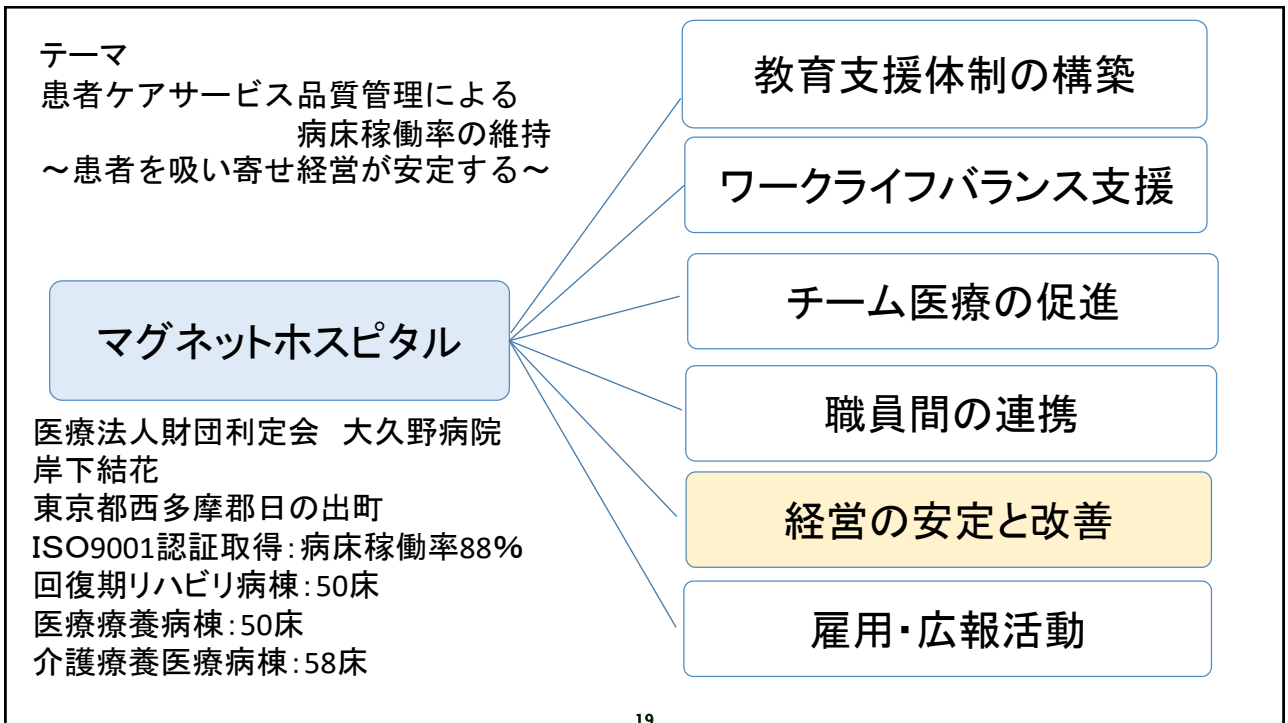 テーマ
患者ケアサービス品質管理による
病床稼働率の維持
～患者を吸い寄せ経営が安定する～
マグネットホスピタル
医療法人財団利定会　大久野病院
岸下結花
東京都西多摩郡日の出町
ISO9001認証取得：病床稼働率88%
回復期リハビリ病棟：50床
医療療養病棟：50床
介護療養医療病棟：58床
教育支援体制の構築
ワークライフバランス支援
チーム医療の促進
職員間の連携
経営の安定と改善
雇用・広報活動
19